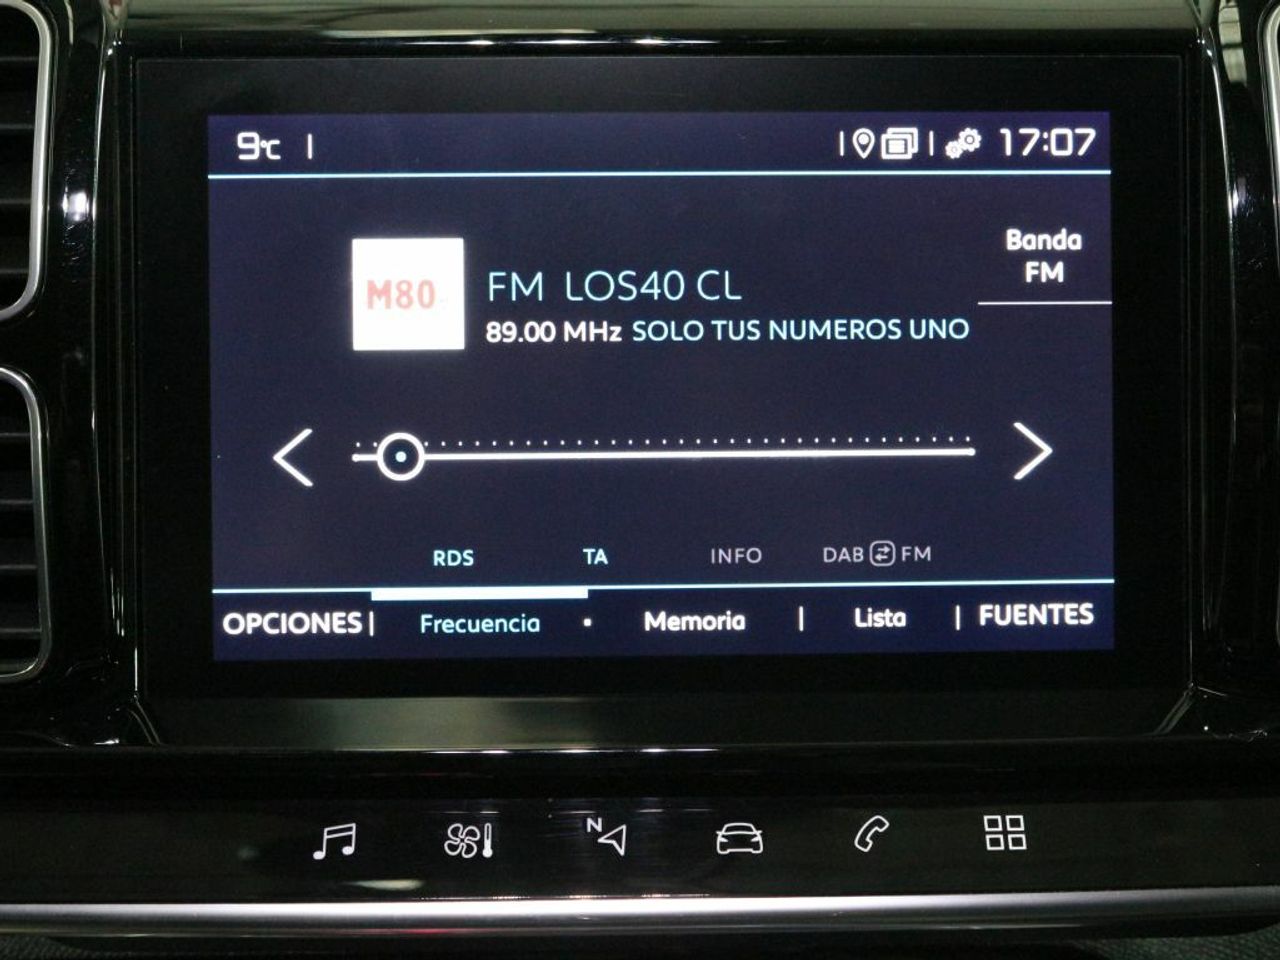 9°C
17:07
Banda
FM
M80
FM LOS40 CL
89.00 MHz SOLO TUS NUMEROS UNO
RDS TA INFO DAB FM
OPCIONES Frecuencia Memoria Lista FUENTES
N